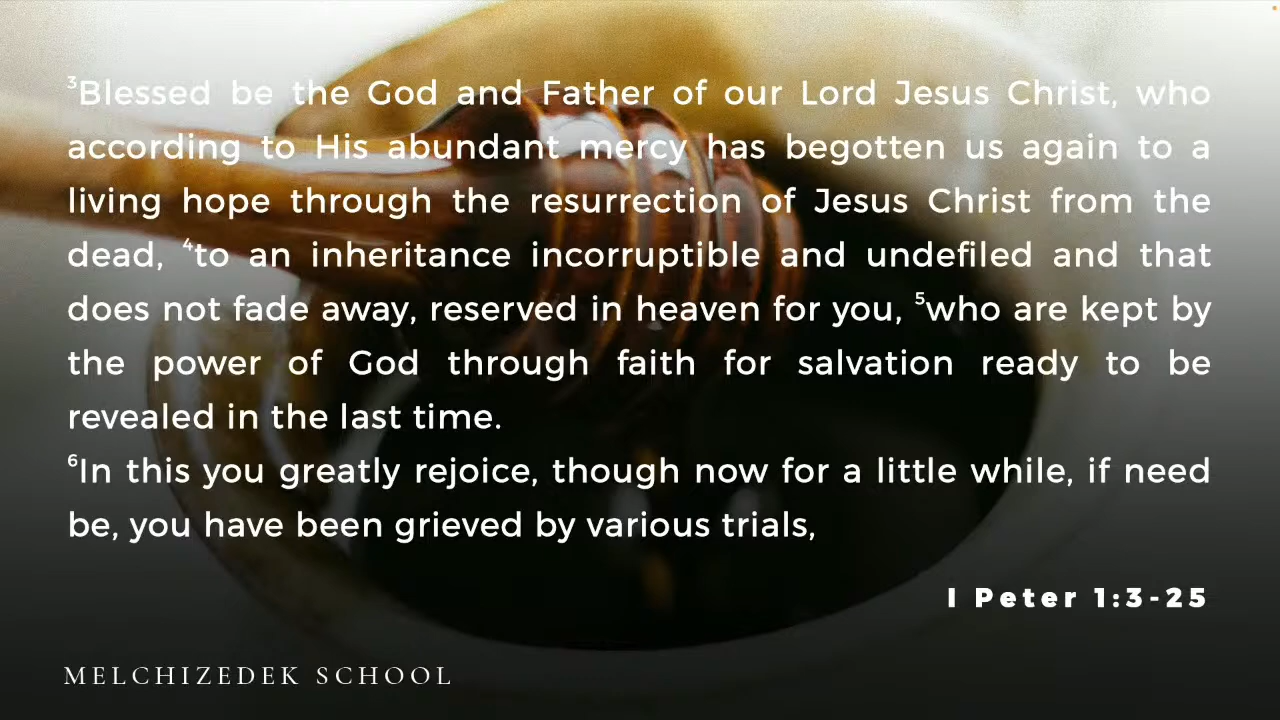 ³Blessed be the God and Father of our Lord Jesus Christ, who
according to His abundant mercy has begotten us again to a
living hope through the resurrection of Jesus Christ from the
dead, ⁴to an inheritance incorruptible and undefiled and that
does not fade away, reserved in heaven for you, ⁵who are kept by
the power of God through faith for salvation ready to be
revealed in the last time.
⁶In this you greatly rejoice, though now for a little while, if need
be, you have been grieved by various trials,
I Peter 1:3-25
MELCHIZEDEK SCHOOL